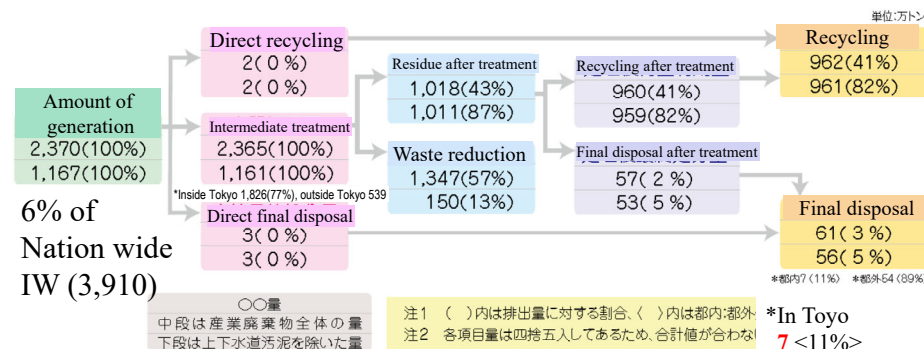 単位:万トン
Direct recycling
2( 0 %)
2( 0 %)
Recycling
962(41%)
961(82%)
Residue after treatment
1,018(43%)
1,011(87%)
Recycling after treatment
960(41%)
959(82%)
Amount of
generation
2,370(100%)
1,167(100%)
Intermediate treatment
2,365(100%)
1,161(100%)
*Inside Tokyo 1,826(77%), outside Tokyo 539
Waste reduction
1,347(57%)
150(13%)
Final disposal after treatment
57( 2 %)
53( 5 %)
Direct final disposal
3( 0 %)
3( 0 %)
Final disposal
61( 3 %)
56( 5 %)
*都内7〈11%〉 *都外54〈89%
6% of
Nation wide
IW (3,910)
〇〇量
中段は産業廃棄物全体の量
下段は上下水道汚泥を除いた量
注1 ( )内は排出量に対する割合、〈 〉内は都内:都外
注2 各項目量は四捨五入してあるため、合計値が合わな
*In Toyo
7 <11%>